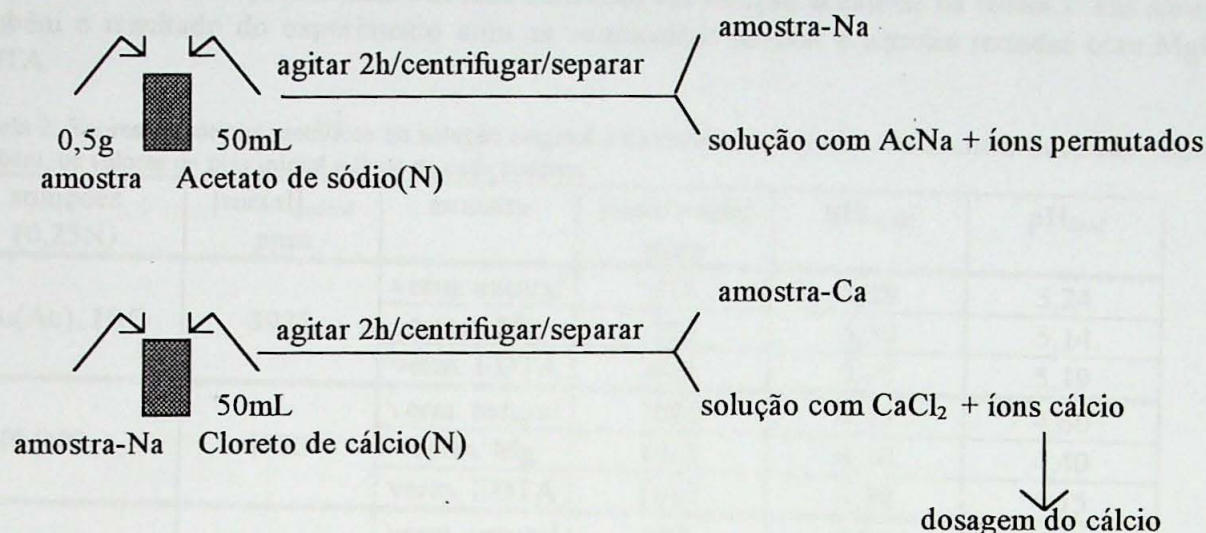 amostra-Na
agitar 2h/centrifugar/separar
0,5g 50mL
solução com AcNa + íons permutados
amostra Acetato de sódio(N)
amostra-Ca
agitar 2h/centrifugar/separar
50mL
solução com CaCl₂ + íons cálcio
amostra-Na Cloreto de cálcio(N)
dosagem do cálcio